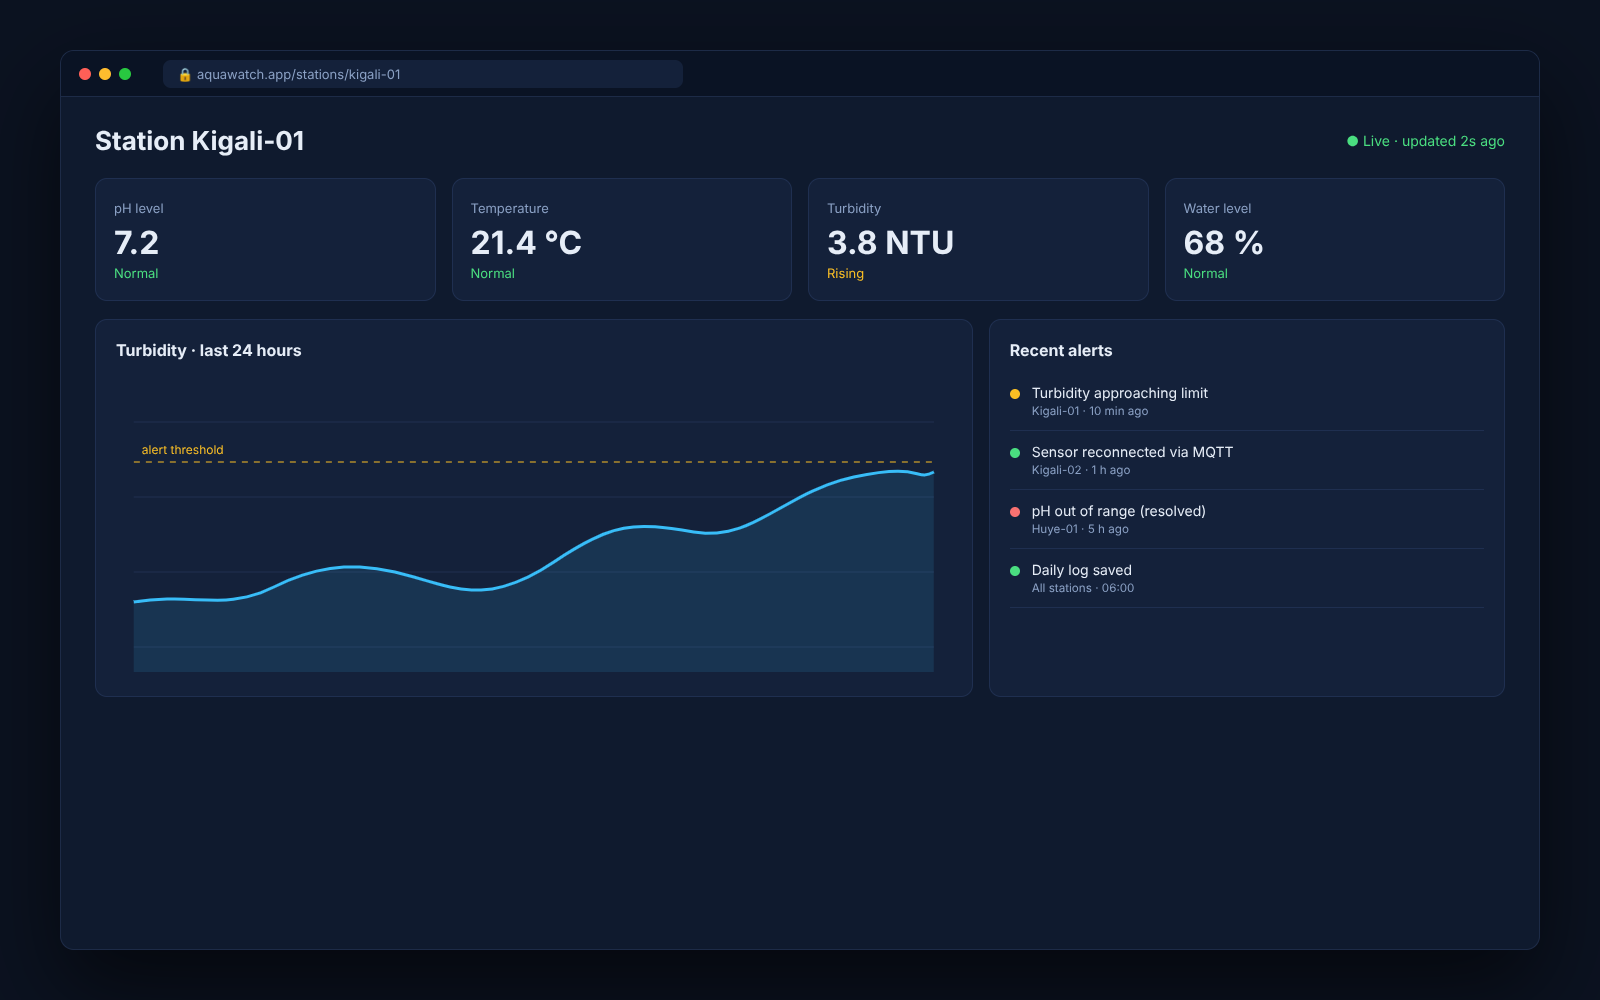 🔒 aquawatch.app/stations/kigali-01
Station Kigali-01
Live · updated 2s ago
pH level
7.2
Normal
Temperature
21.4 °C
Normal
Turbidity
3.8 NTU
Rising
Water level
68 %
Normal
Turbidity · last 24 hours
alert threshold
Recent alerts
Turbidity approaching limit
Kigali-01 · 10 min ago
Sensor reconnected via MQTT
Kigali-02 · 1 h ago
pH out of range (resolved)
Huye-01 · 5 h ago
Daily log saved
All stations · 06:00